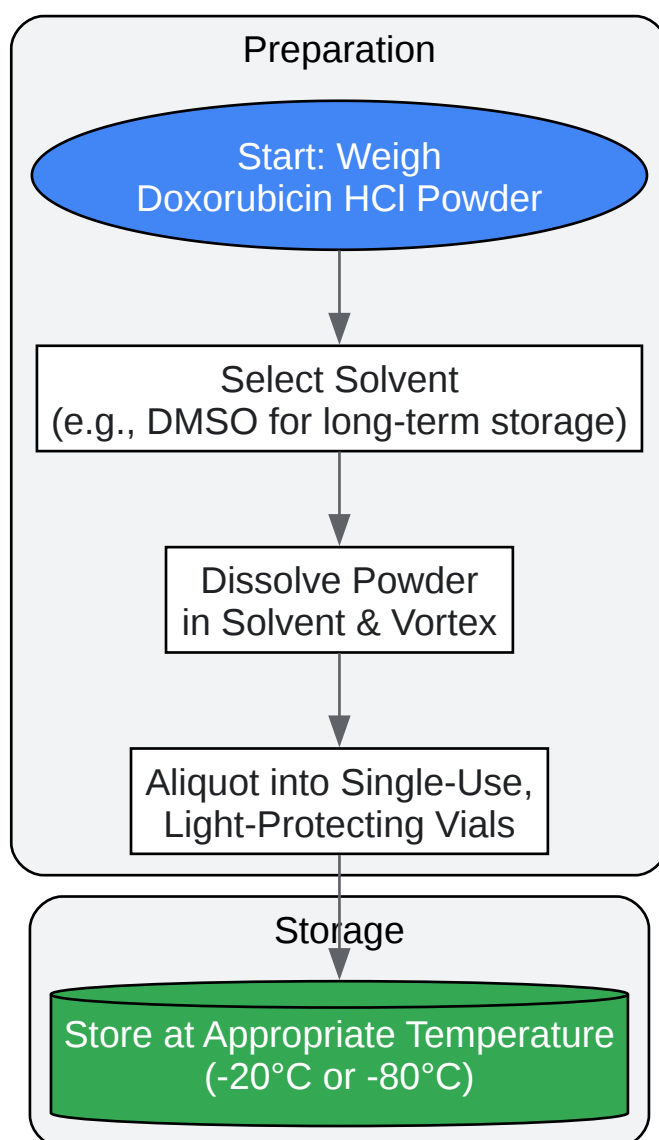 Preparation
Start: Weigh
Doxorubicin HCl Powder
Select Solvent
(e.g., DMSO for long-term storage)
Dissolve Powder
in Solvent & Vortex
Aliquot into Single-Use,
Light-Protecting Vials
Storage
Store at Appropriate Temperature
(-20°C or -80°C)